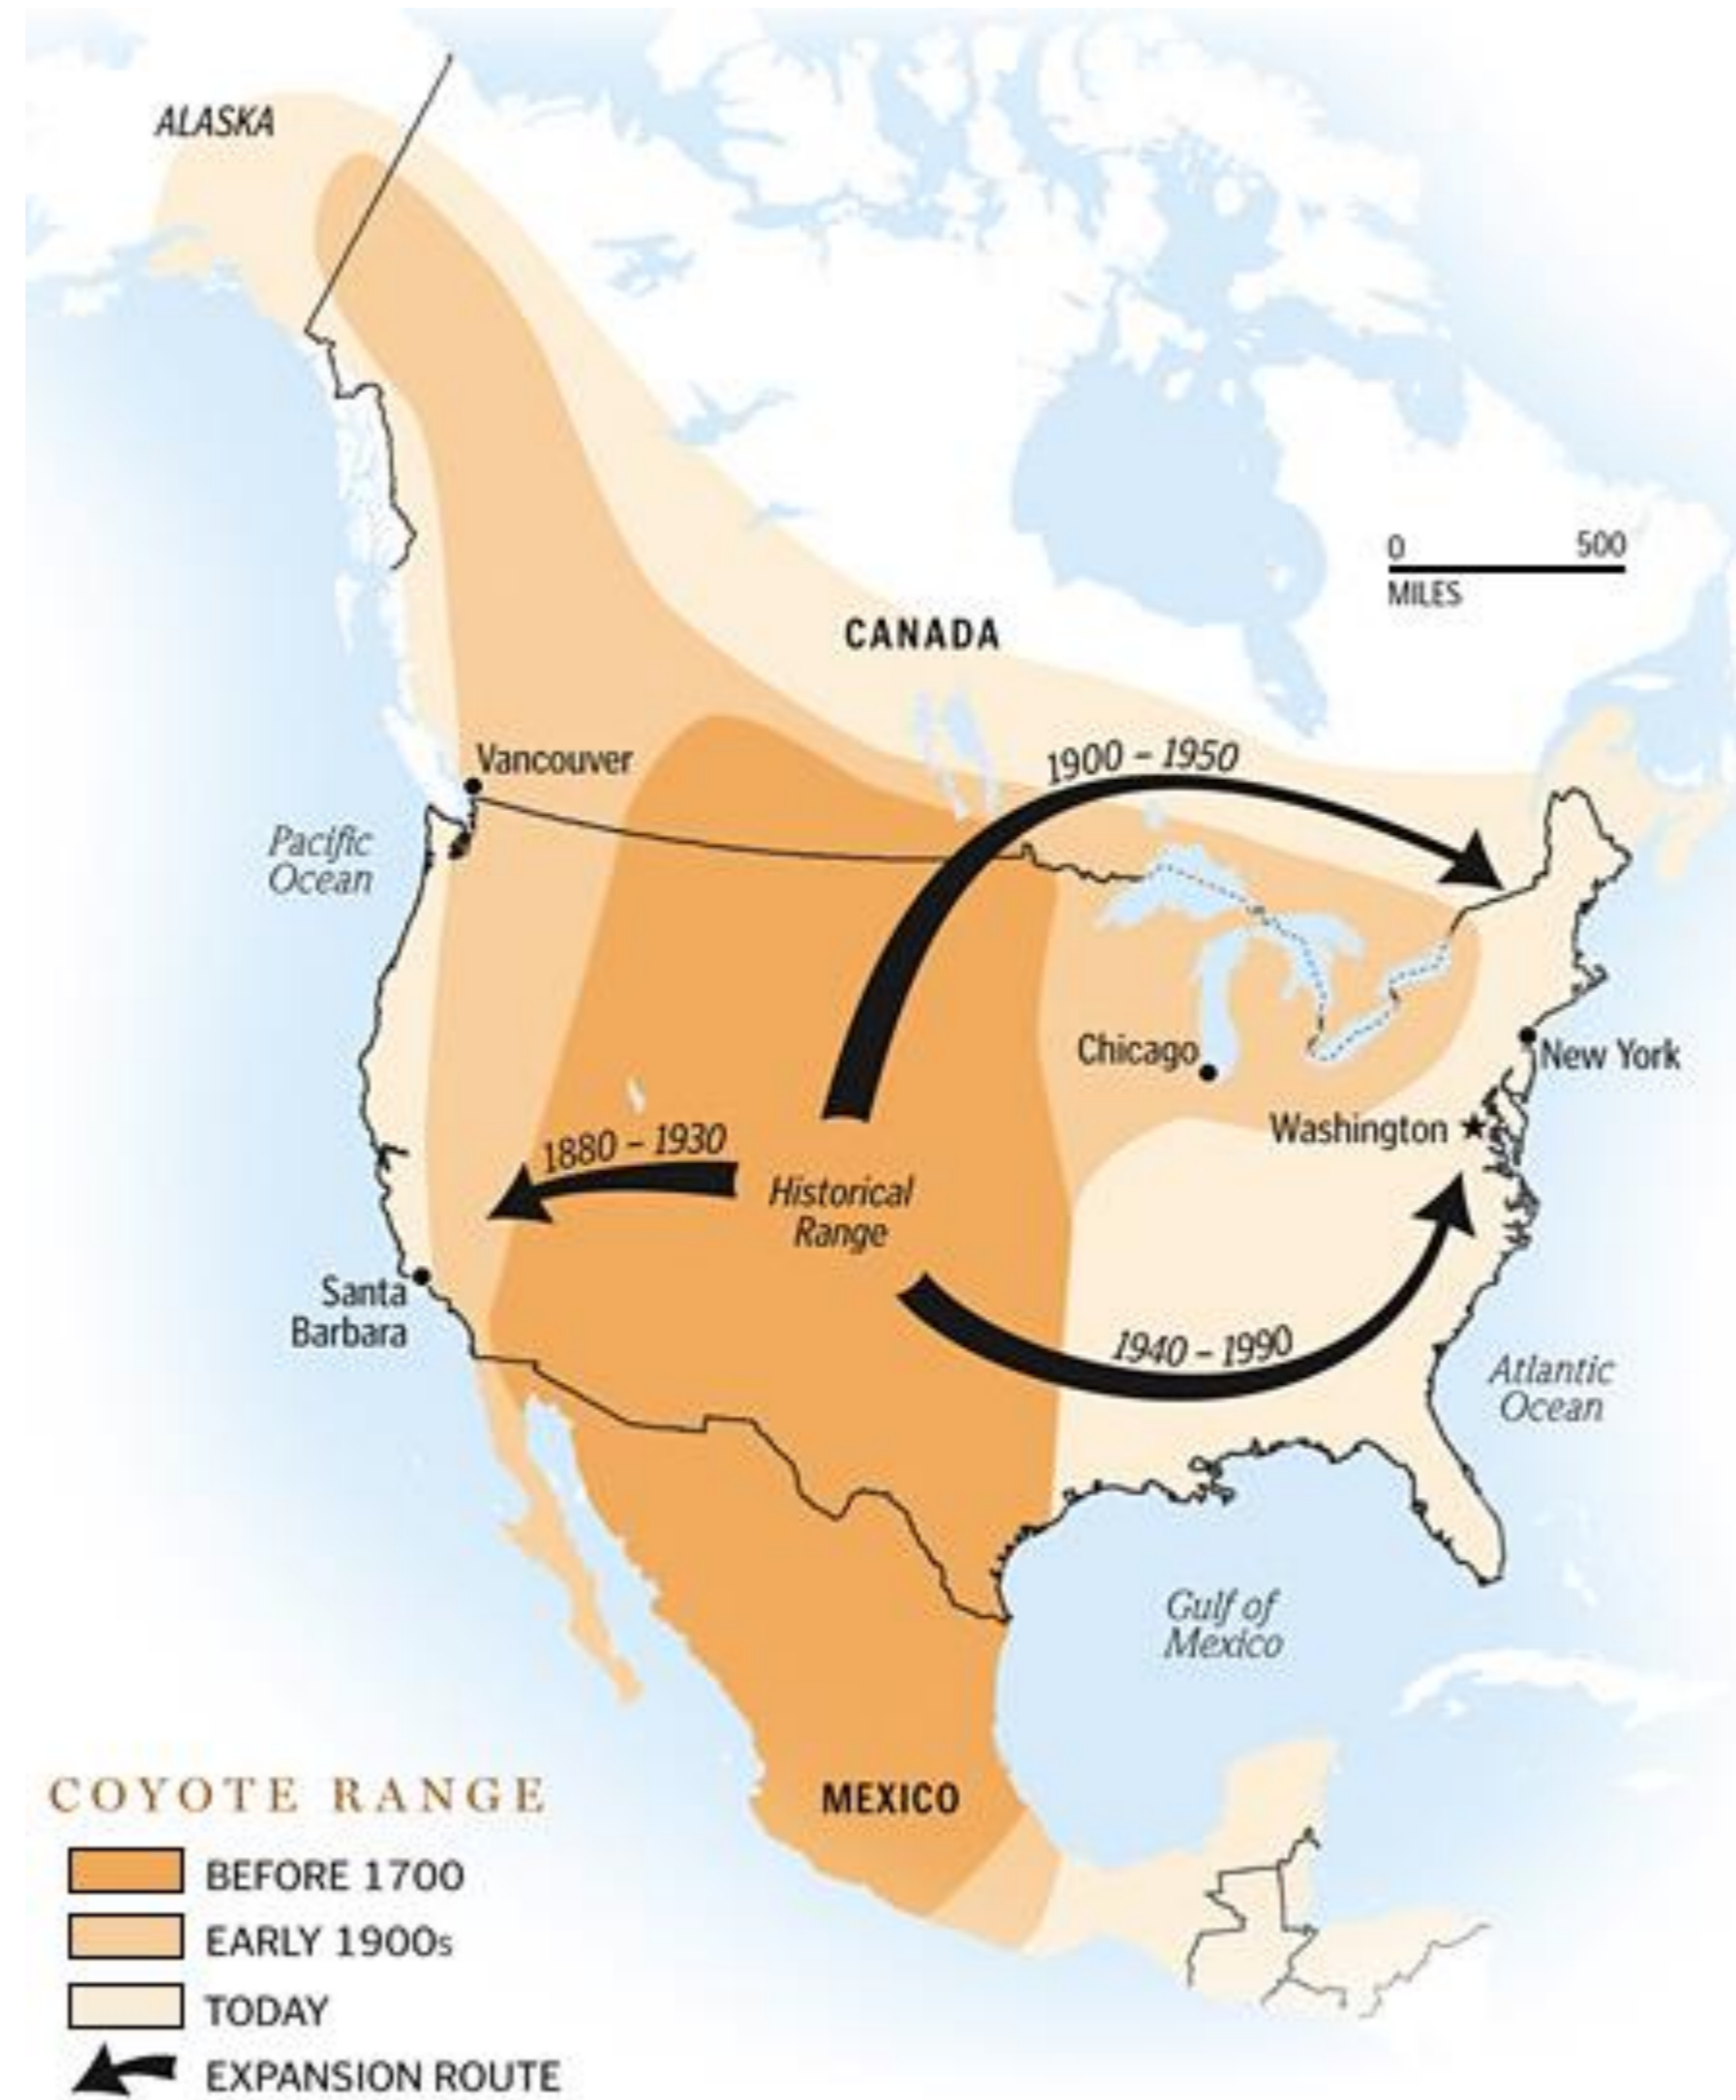 ALASKA
0 500
MILES
CANADA
1900 – 1950
Vancouver
Pacific
Ocean
Chicago
New York
Washington
1880 – 1930
Historical
Range
Santa
Barbara
1940 – 1990
Atlantic
Ocean
Gulf of
Mexico
MEXICO
COYOTE RANGE
BEFORE 1700
EARLY 1900s
TODAY
EXPANSION ROUTE